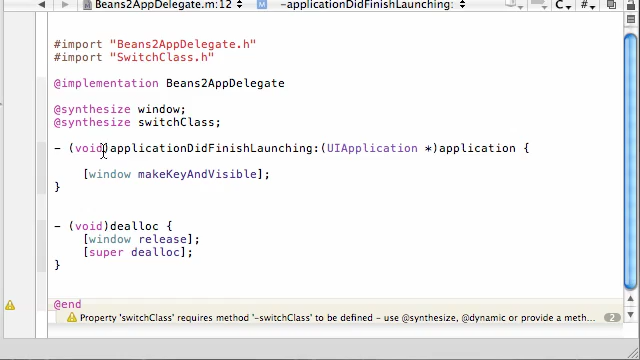 Beans2AppDelegate.m:12 -applicationDidFinishLaunching: C #
#import "Beans2AppDelegate.h"
#import "SwitchClass.h"
@implementation Beans2AppDelegate
@synthesize window;
@synthesize switchClass;
- (void)applicationDidFinishLaunching:(UIApplication *)application {
[window makeKeyAndVisible];
}
- (void)dealloc {
[window release];
[super dealloc];
}
@end
Property 'switchClass' requires method '-switchClass' to be defined - use @synthesize, @dynamic or provide a meth... 2